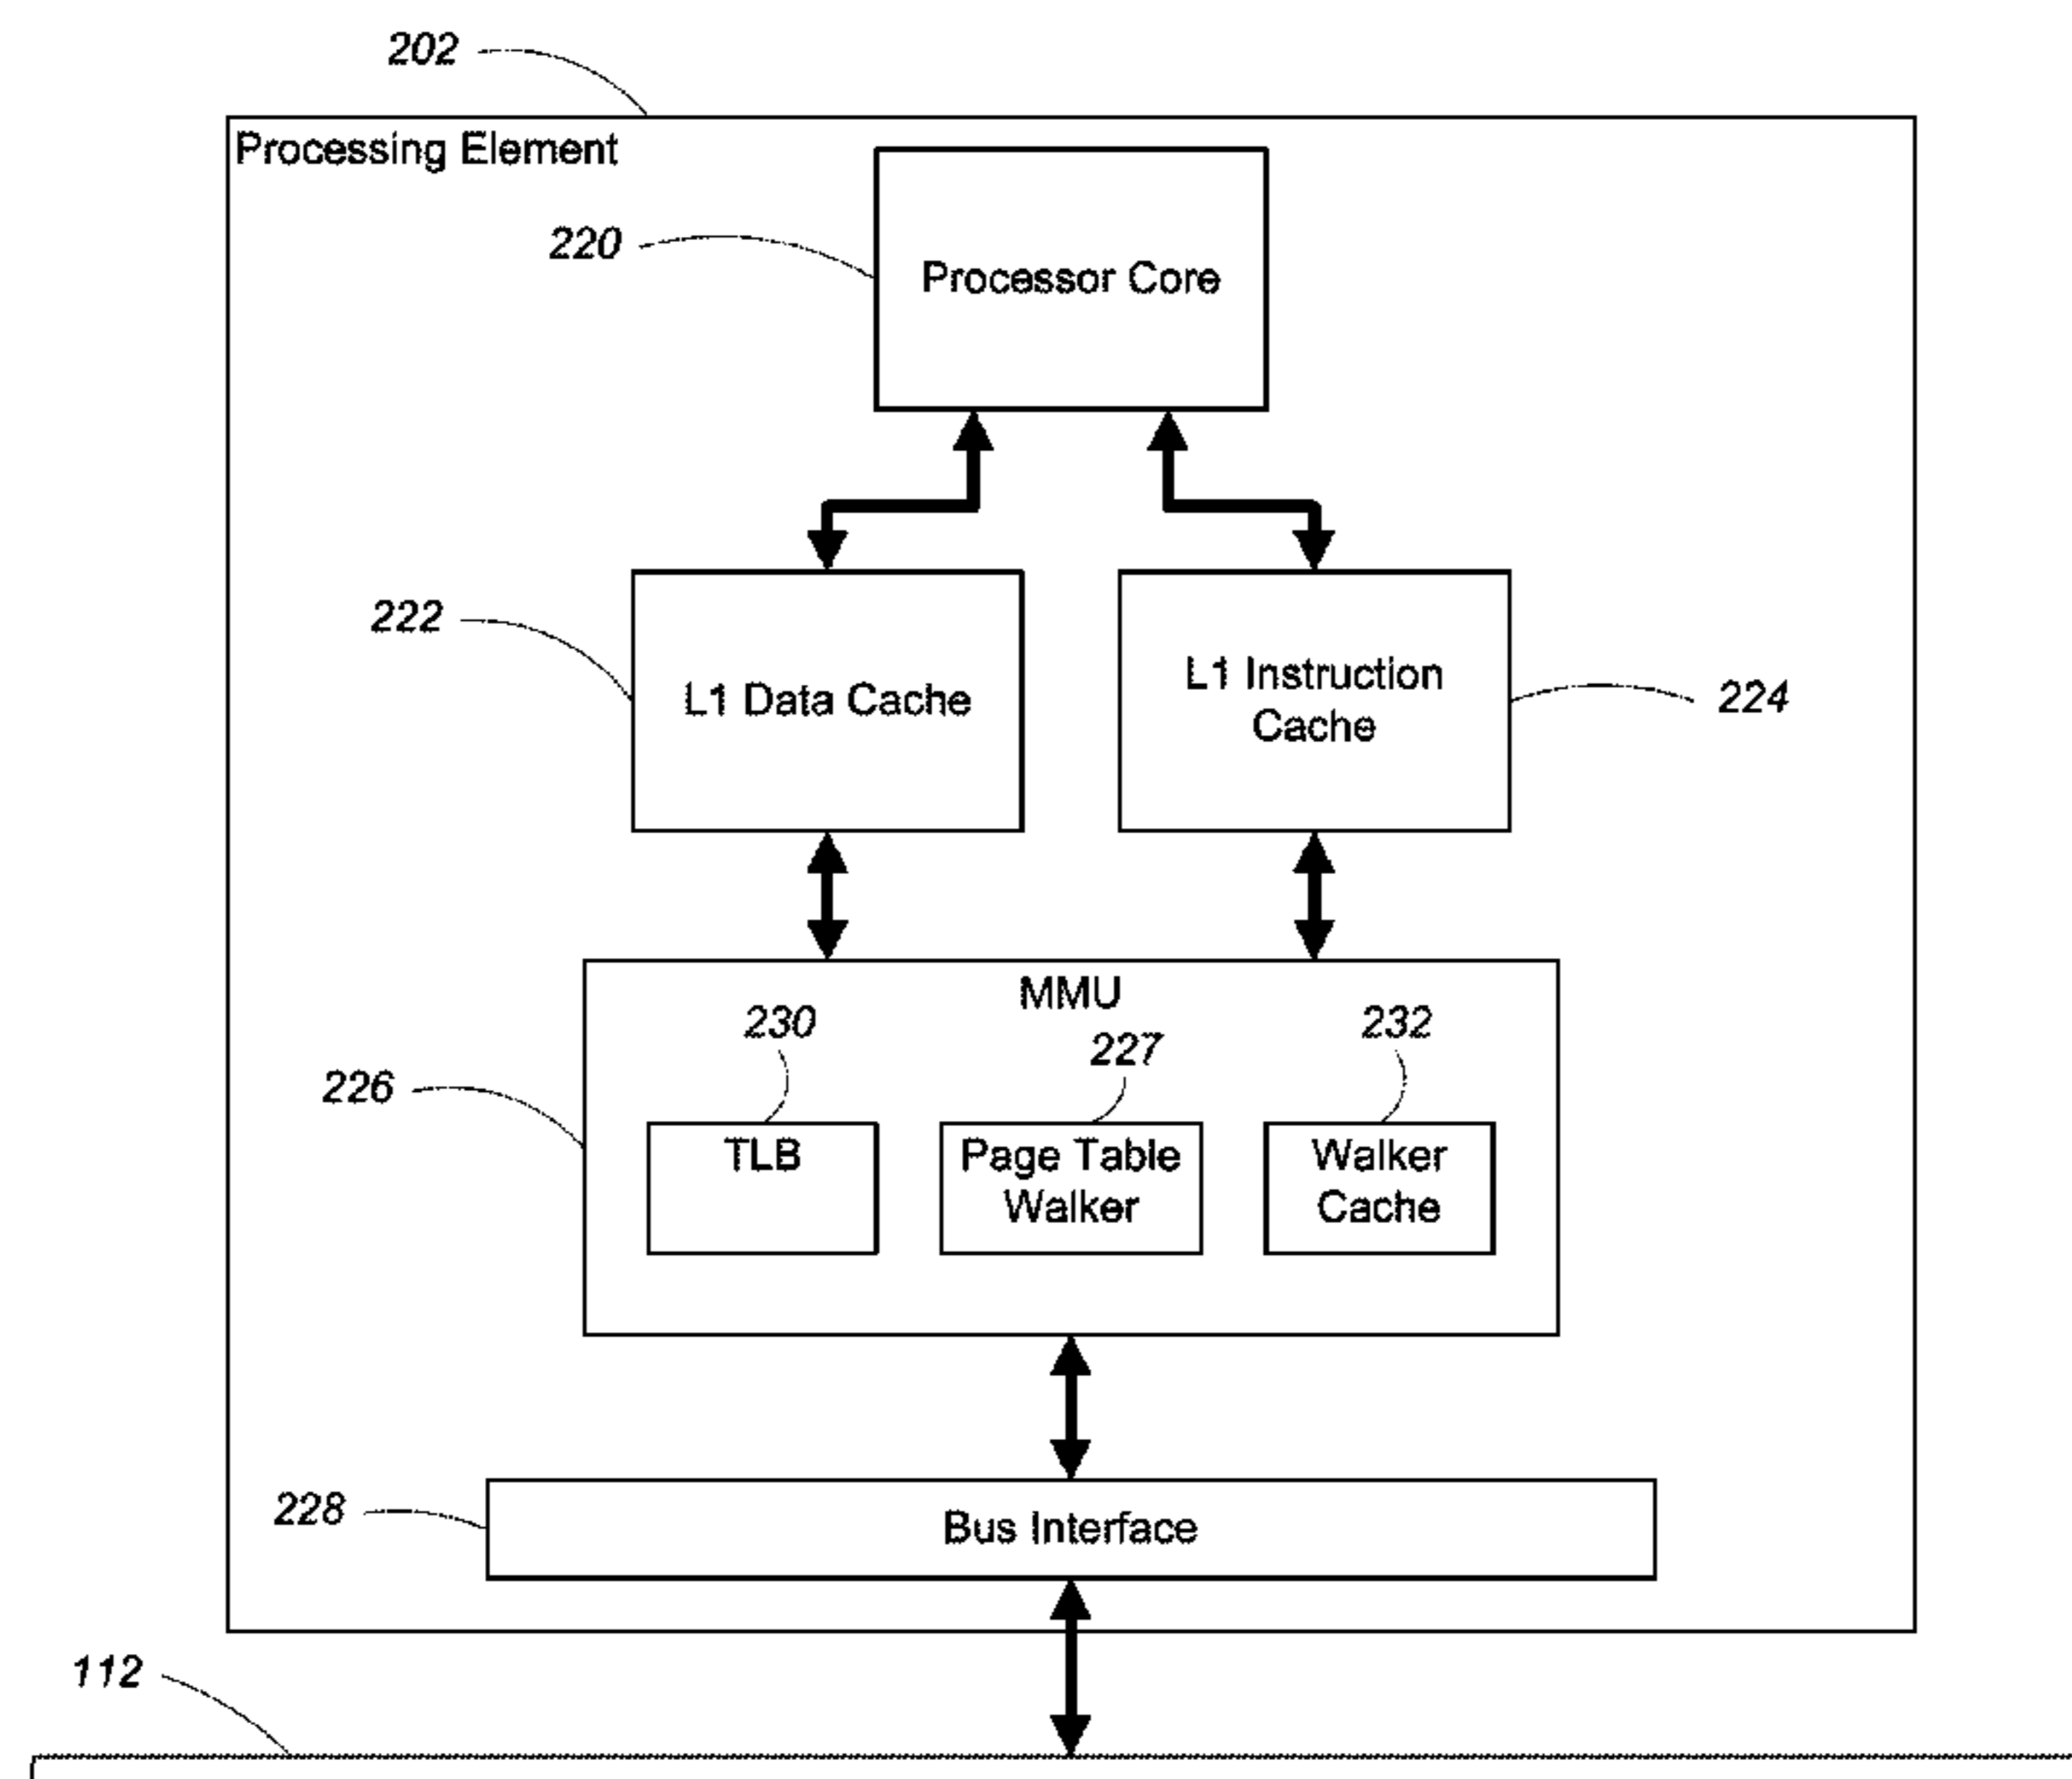 202
Processing Element
220
Processor Core
222
L1 Data Cache
L1 Instruction
Cache
224
MMU
230
227
232
226
TLB
Page Table
Walker
Walker
Cache
228
Bus Interface
112